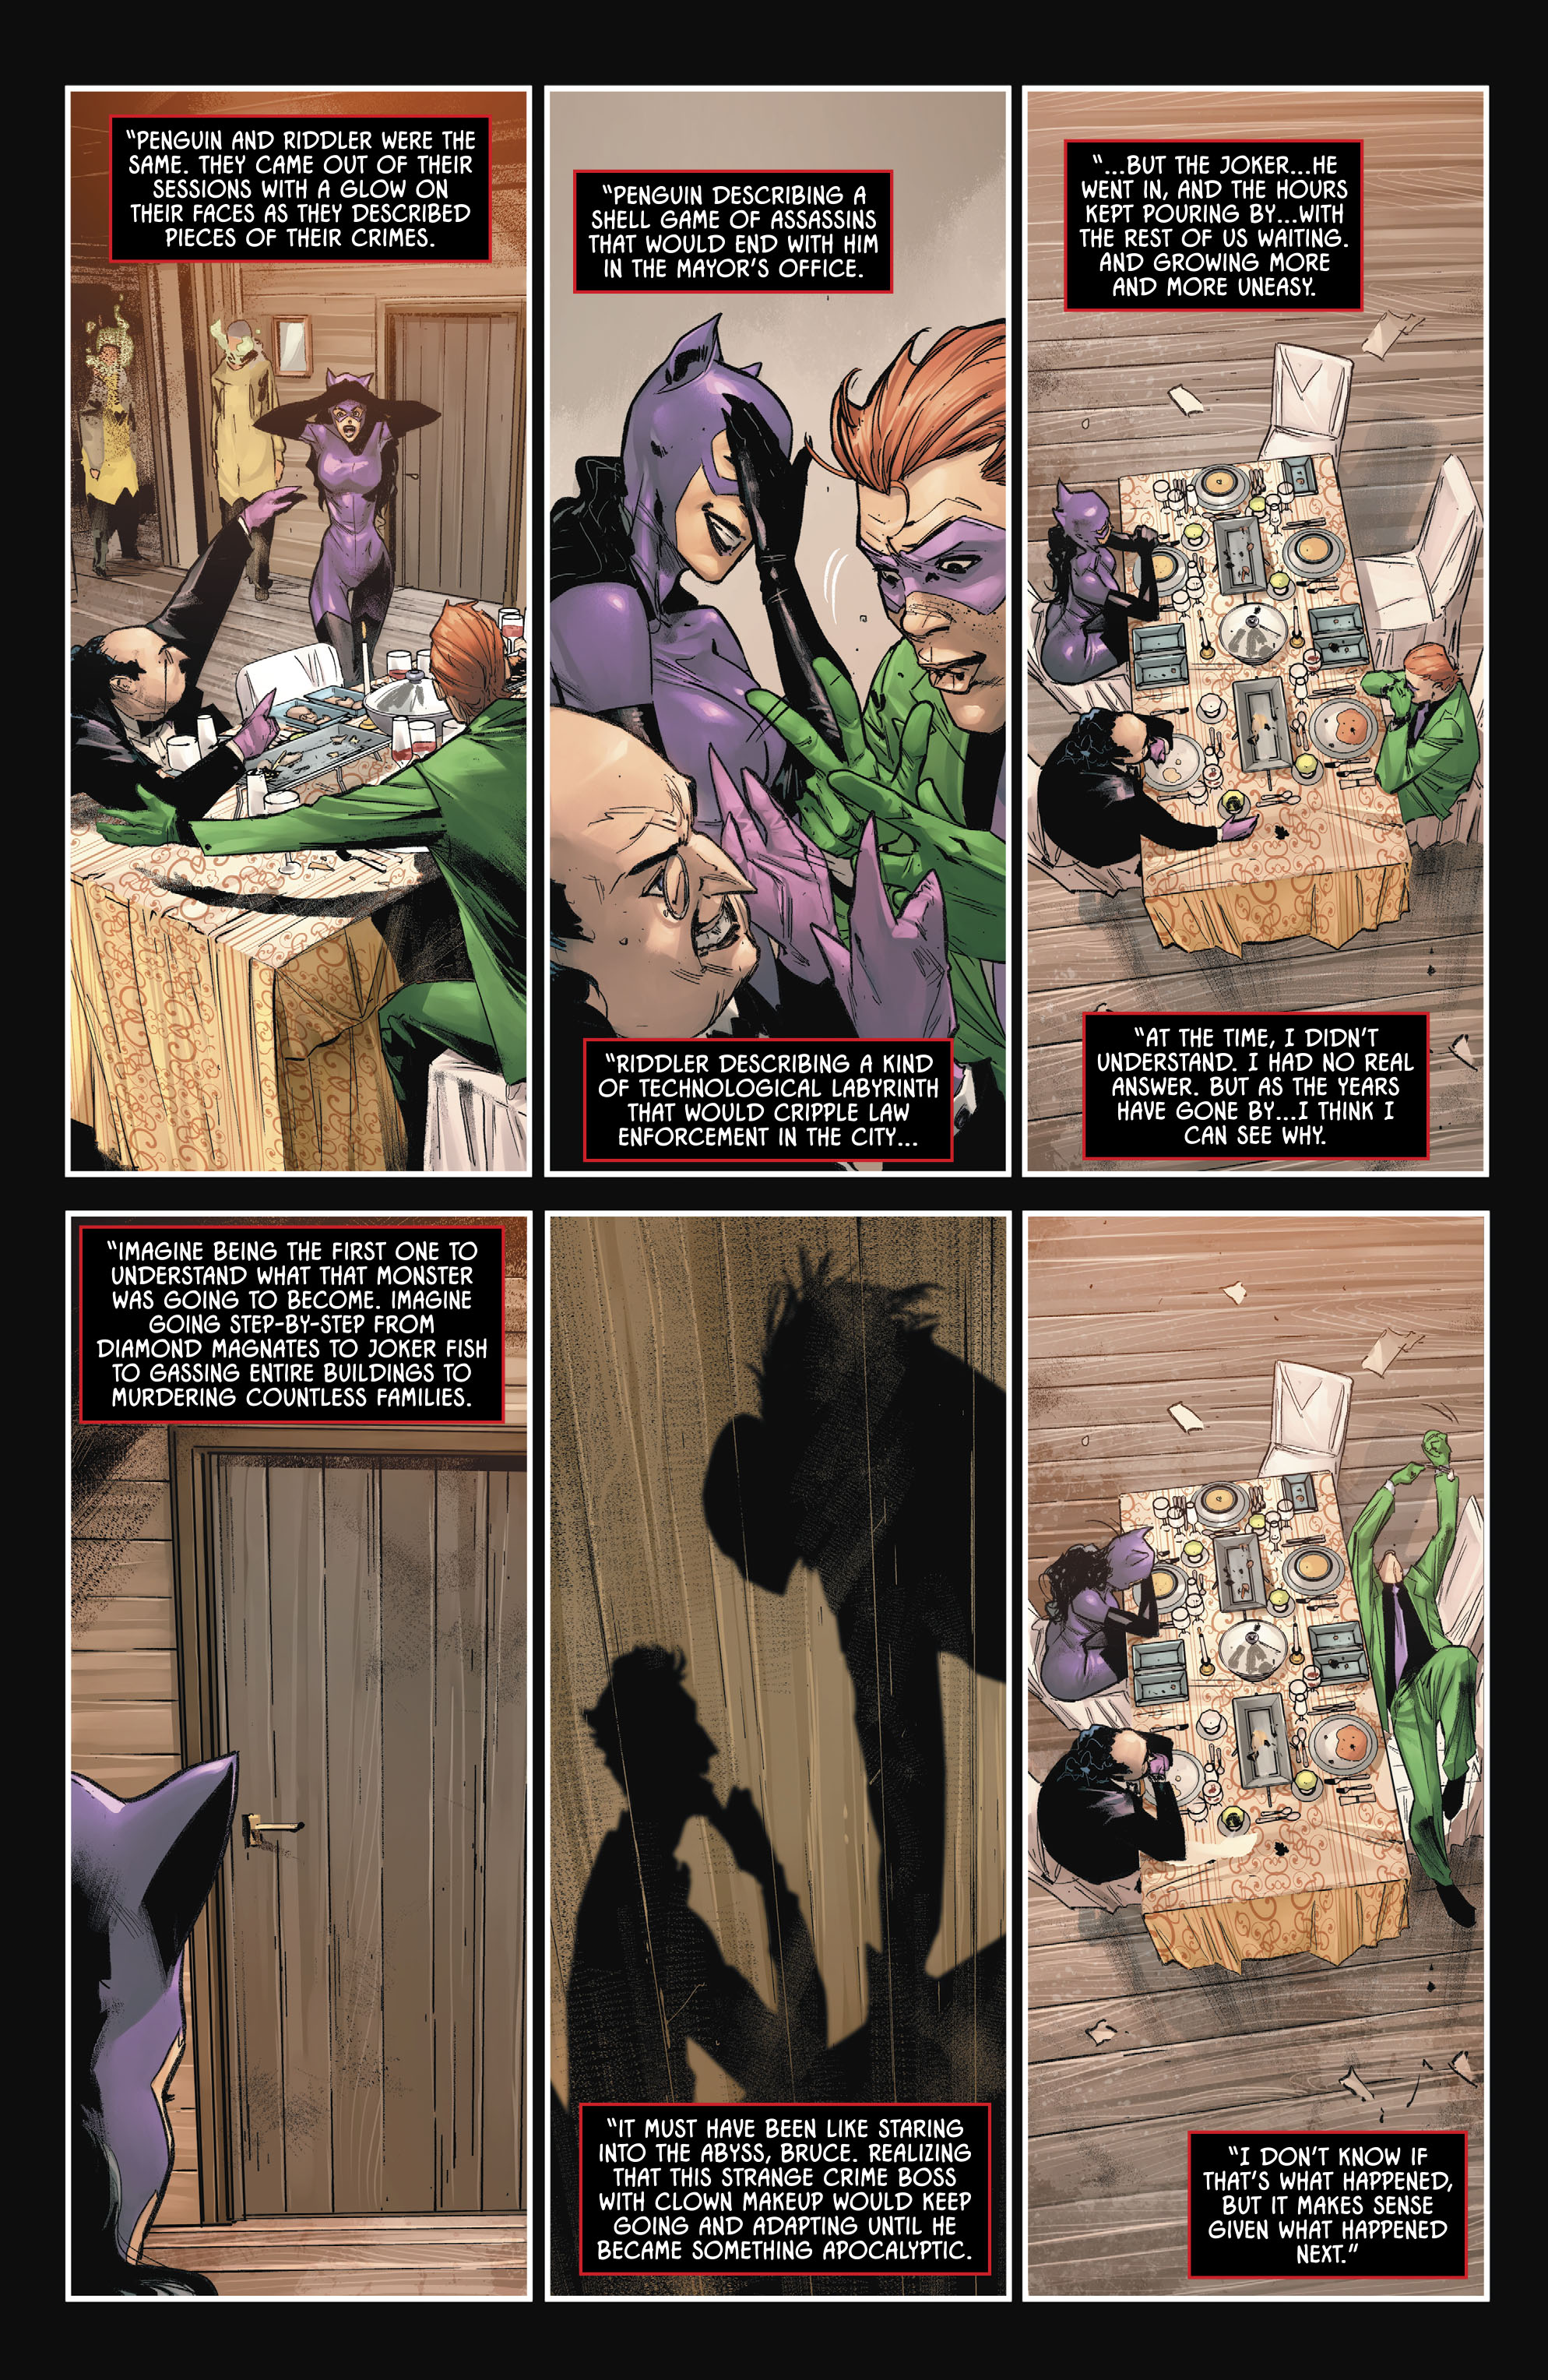 "PENGUIN AND RIDDLER WERE THE
SAME. THEY CAME OUT OF THEIR
SESSIONS WITH A GLOW ON
THEIR FACES AS THEY DESCRIBED
PIECES OF THEIR CRIMES.
"PENGUIN DESCRIBING A
SHELL GAME OF ASSASSINS
THAT WOULD END WITH HIM
IN THE MAYOR'S OFFICE.
"RIDDLER DESCRIBING A KIND
OF TECHNOLOGICAL LABYRINTH
THAT WOULD CRIPPLE LAW
ENFORCEMENT IN THE CITY...
"...BUT THE JOKER...HE
WENT IN, AND THE HOURS
KEPT POURING BY...WITH
THE REST OF US WAITING.
AND GROWING MORE
AND MORE UNEASY.
"AT THE TIME, I DIDN'T
UNDERSTAND. I HAD NO REAL
ANSWER. BUT AS THE YEARS
HAVE GONE BY...I THINK I
CAN SEE WHY.
"IMAGINE BEING THE FIRST ONE TO
UNDERSTAND WHAT THAT MONSTER
WAS GOING TO BECOME. IMAGINE
GOING STEP-BY-STEP FROM
DIAMOND MAGNATES TO JOKER FISH
TO GASSING ENTIRE BUILDINGS TO
MURDERING COUNTLESS FAMILIES.
"IT MUST HAVE BEEN LIKE STARING
INTO THE ABYSS, BRUCE. REALIZING
THAT THIS STRANGE CRIME BOSS
WITH CLOWN MAKEUP WOULD KEEP
GOING AND ADAPTING UNTIL HE
BECAME SOMETHING APOCALYPTIC.
"I DON'T KNOW IF
THAT'S WHAT HAPPENED,
BUT IT MAKES SENSE
GIVEN WHAT HAPPENED
NEXT."